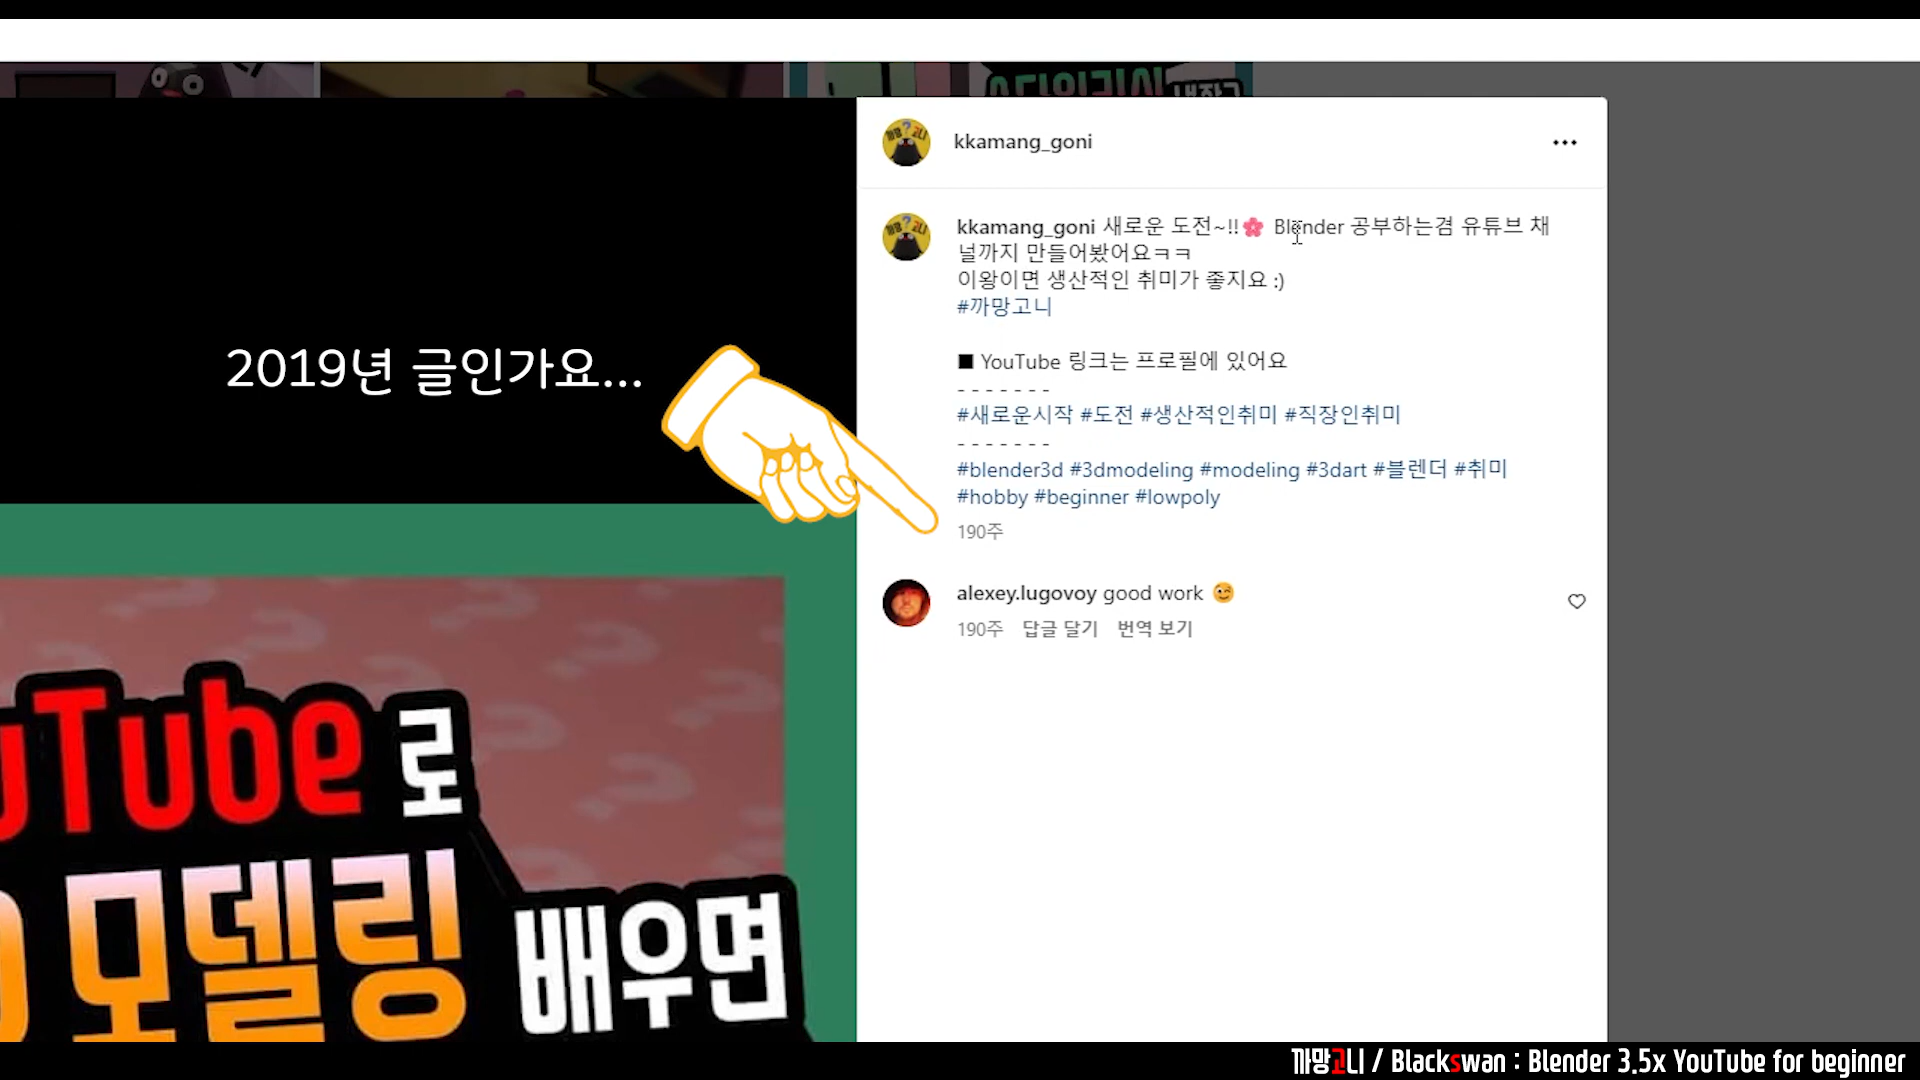 kkamang_goni
kkamang_goni 새로운 도전~!!🌸 Blender 공부하는겸 유튜브 채
널까지 만들어봤어요ㅋㅋ
이왕이면 생산적인 취미가 좋지요 :)
#까망고니
2019년 글인가요...
■ YouTube 링크는 프로필에 있어요
- - - - - - -
#새로운시작 #도전 #생산적인취미 #직장인취미
- - - - - - -
#blender3d #3dmodeling #modeling #3dart #블렌더 #취미
#hobby #beginner #lowpoly
190주
alexey.lugovoy good work 😉
190주 답글 달기 번역 보기
uTube로
모델링 배우면
까망고니 / Blackswan : Blender 3.5x YouTube for beginner